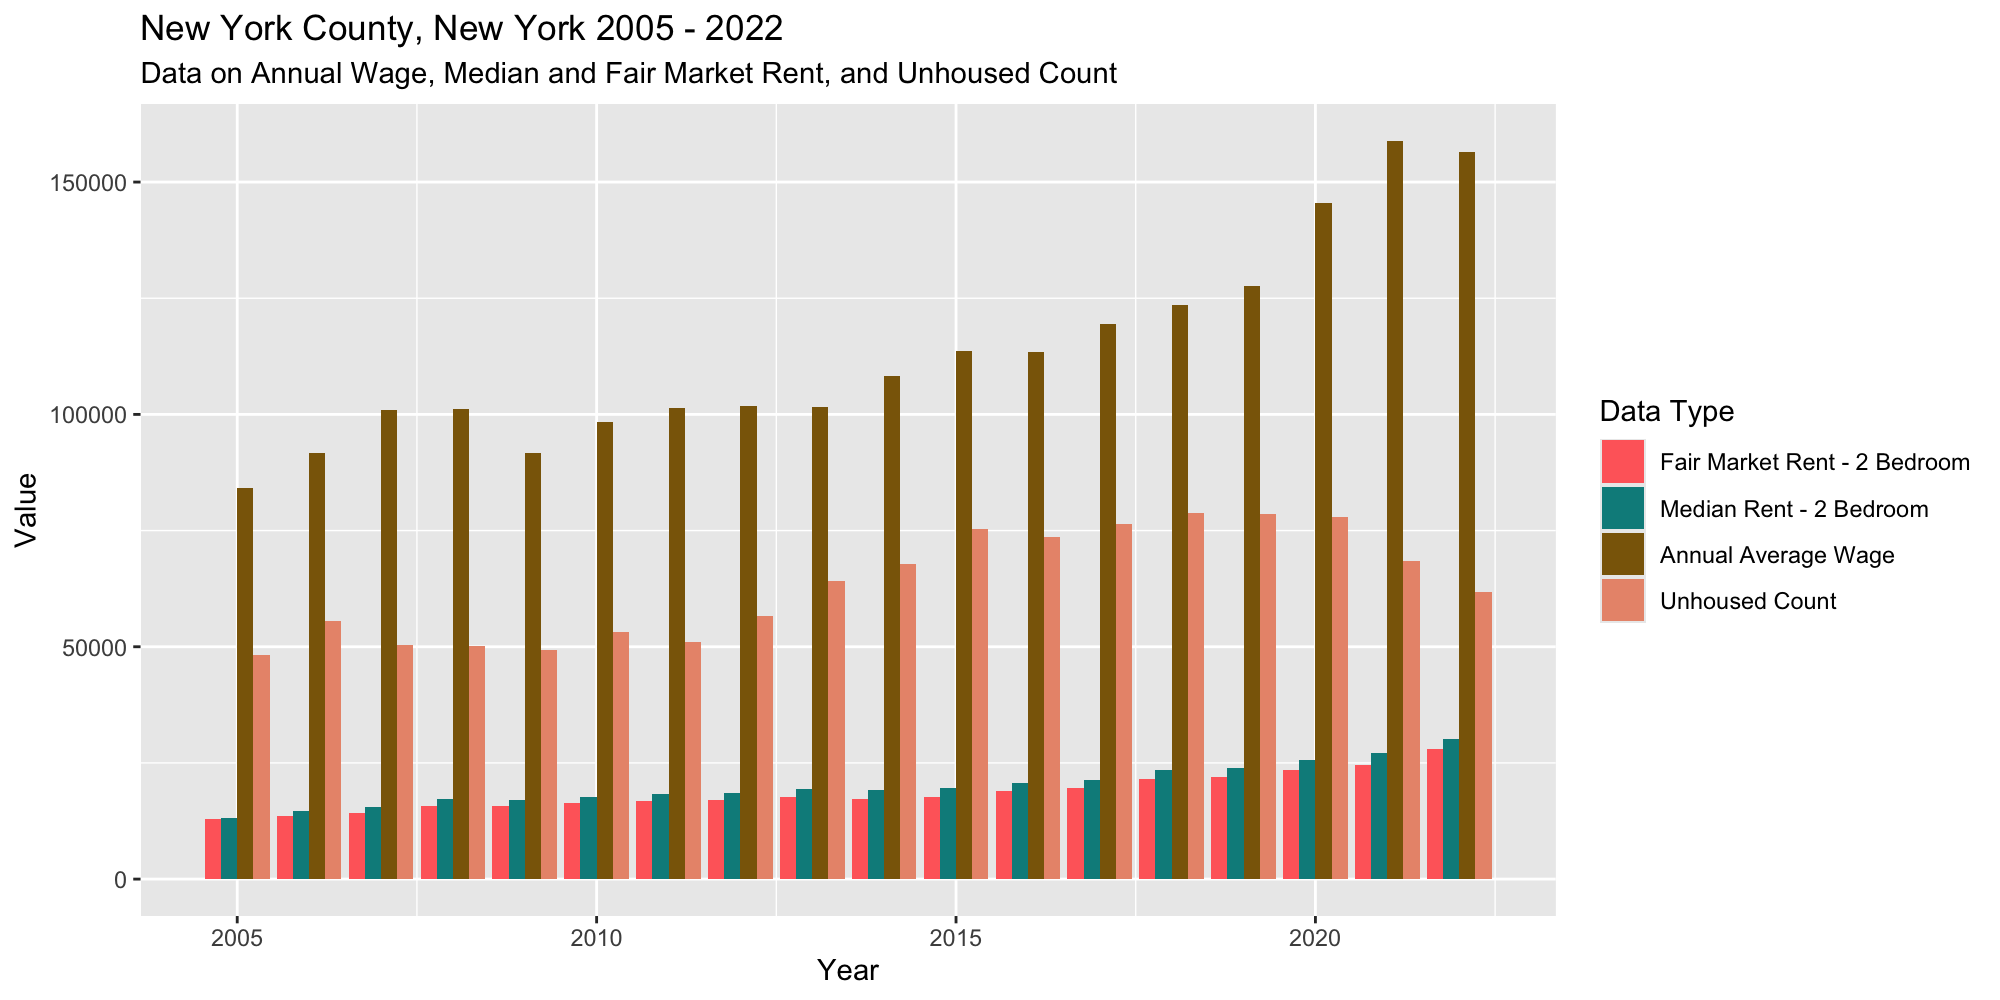 New York County, New York 2005 - 2022
Data on Annual Wage, Median and Fair Market Rent, and Unhoused Count
Value
150000
100000
50000
0
2005
2010
2015
2020
Year
Data Type
Fair Market Rent - 2 Bedroom
Median Rent - 2 Bedroom
Annual Average Wage
Unhoused Count